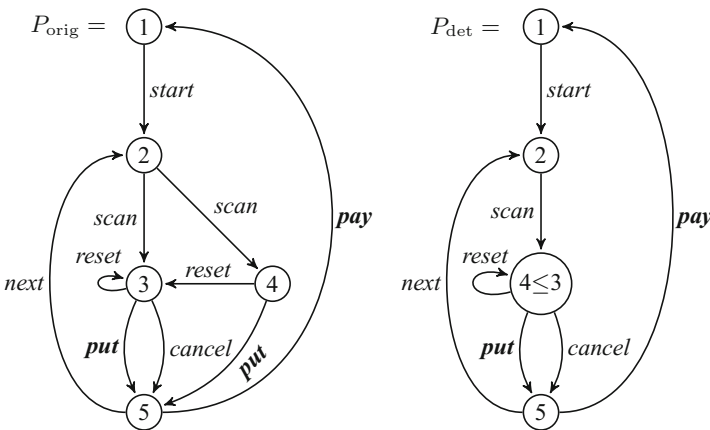 P_orig =
1
start
2
scan
scan
reset
3
reset
4
next
put
cancel
put
pay
5
P_det =
1
start
2
scan
reset
4≤3
next
put
cancel
pay
5